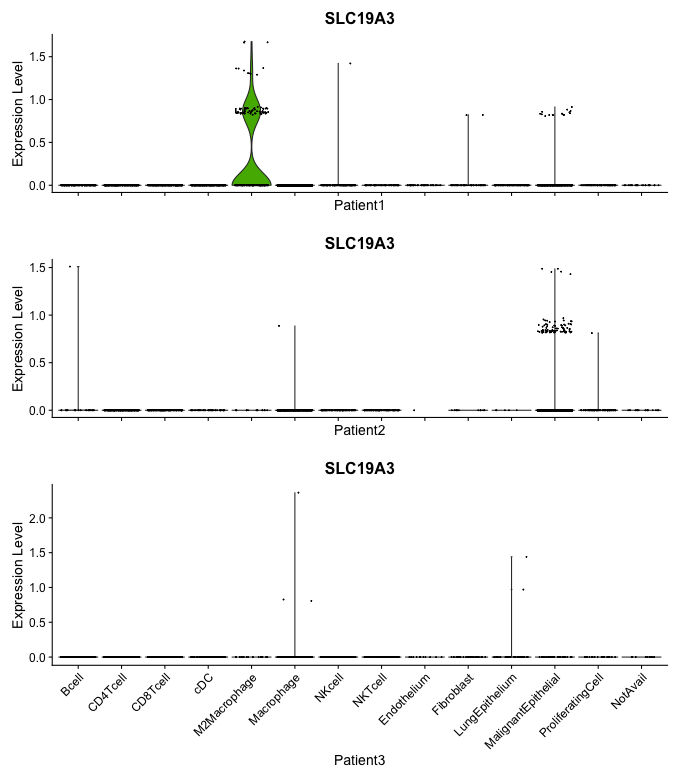 SLC19A3
Expression Level
1.5
1.0
0.5
0.0
Patient1
SLC19A3
Expression Level
1.5
1.0
0.5
0.0
Patient2
SLC19A3
Expression Level
2.0
1.5
1.0
0.5
0.0
Bcell
CD4Tcell
CD8Tcell
cDC
M2Macrophage
Macrophage
NKcell
NKTcell
Endothelium
Fibroblast
LungEpithelium
MalignantEpithelial
ProliferatingCell
NotAvail
Patient3